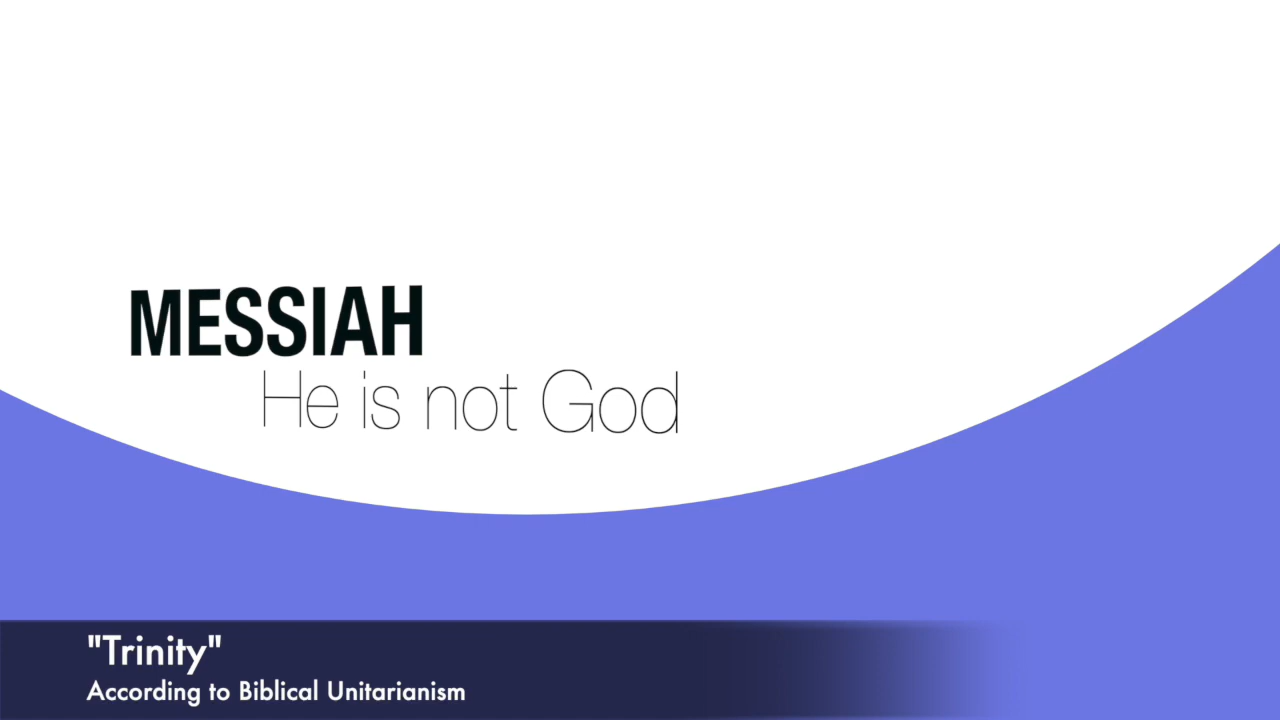 MESSIAH
He is not God
"Trinity"
According to Biblical Unitarianism